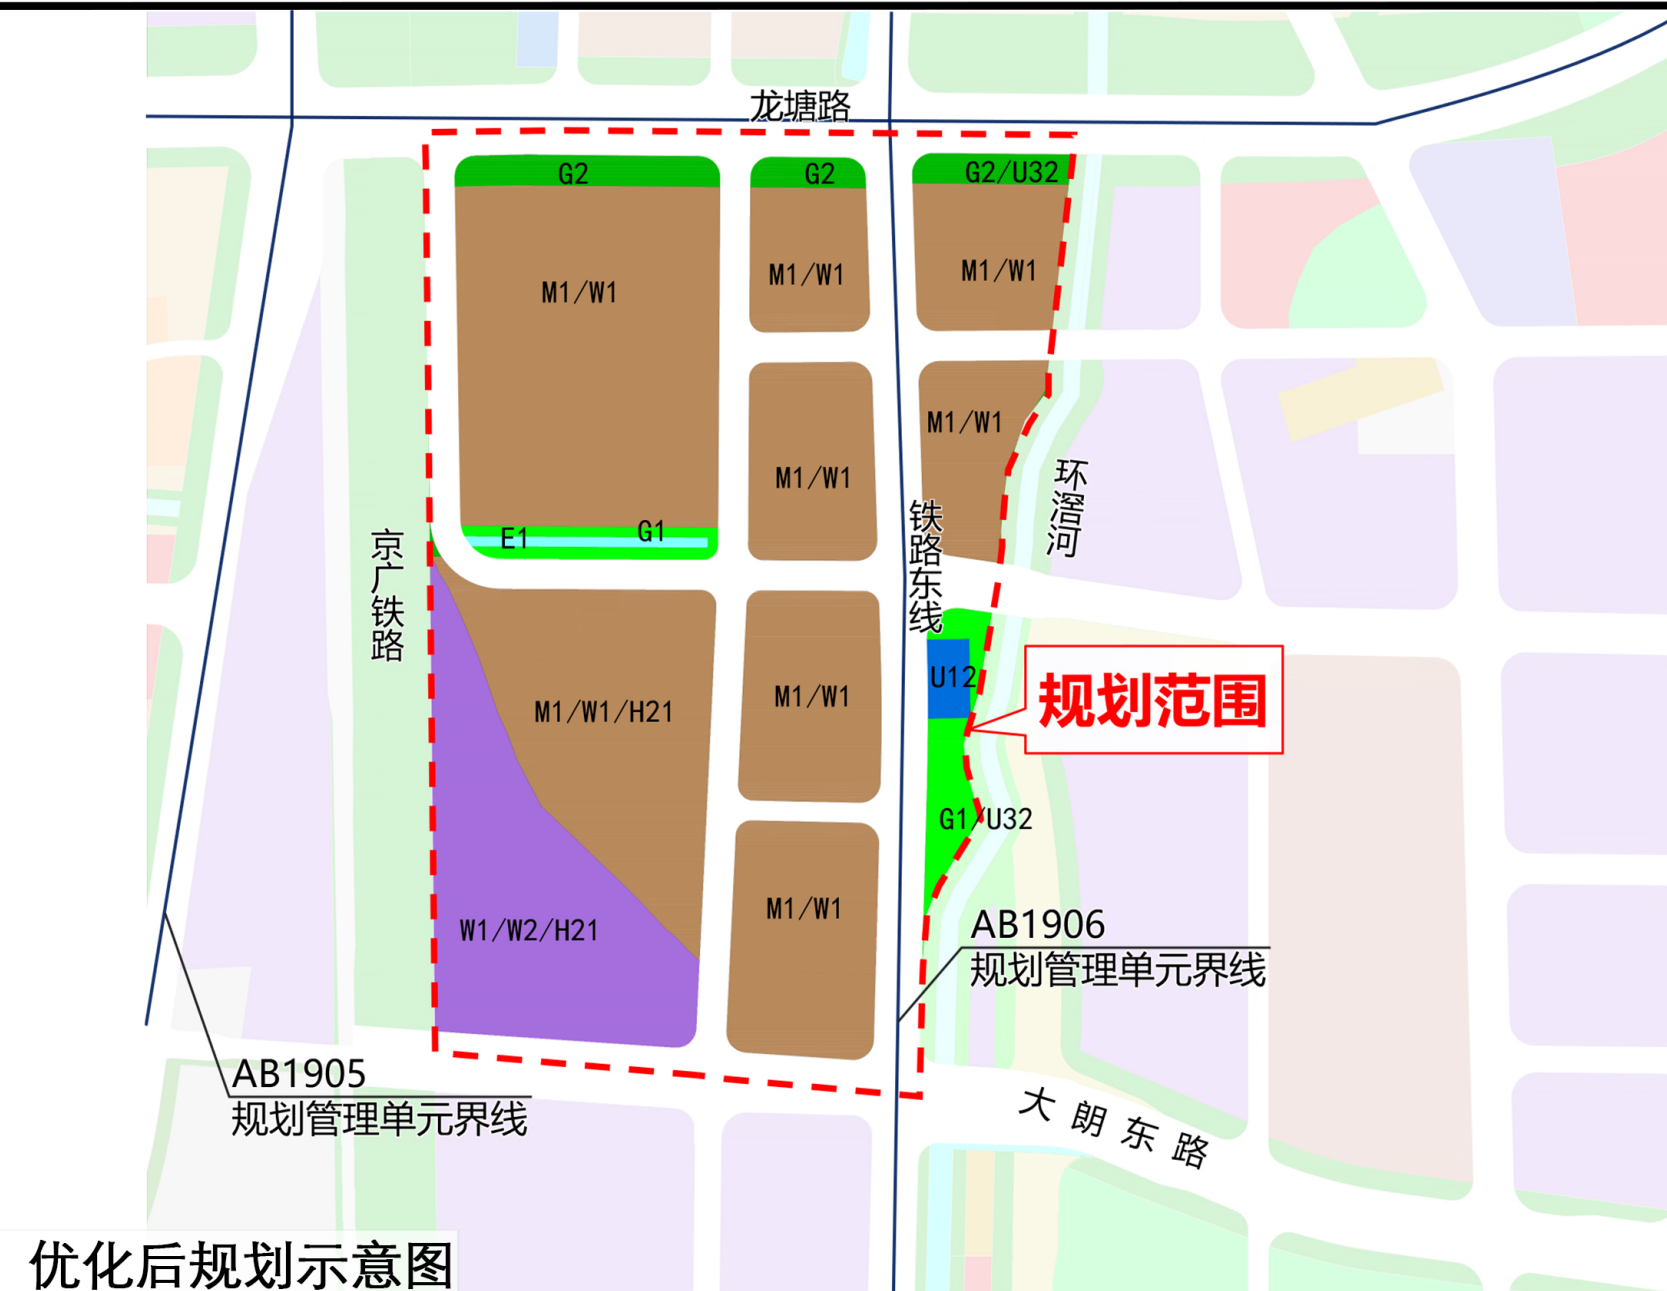 龙塘路
G2
G2
G2/U32
M1/W1
M1/W1
M1/W1
M1/W1
M1/W1
环滘河
铁路东线
京广铁路
E1
G1
U12
规划范围
M1/W1/H21
M1/W1
G1/U32
W1/W2/H21
M1/W1
AB1906
规划管理单元界线
AB1905
规划管理单元界线
大朗东路
优化后规划示意图